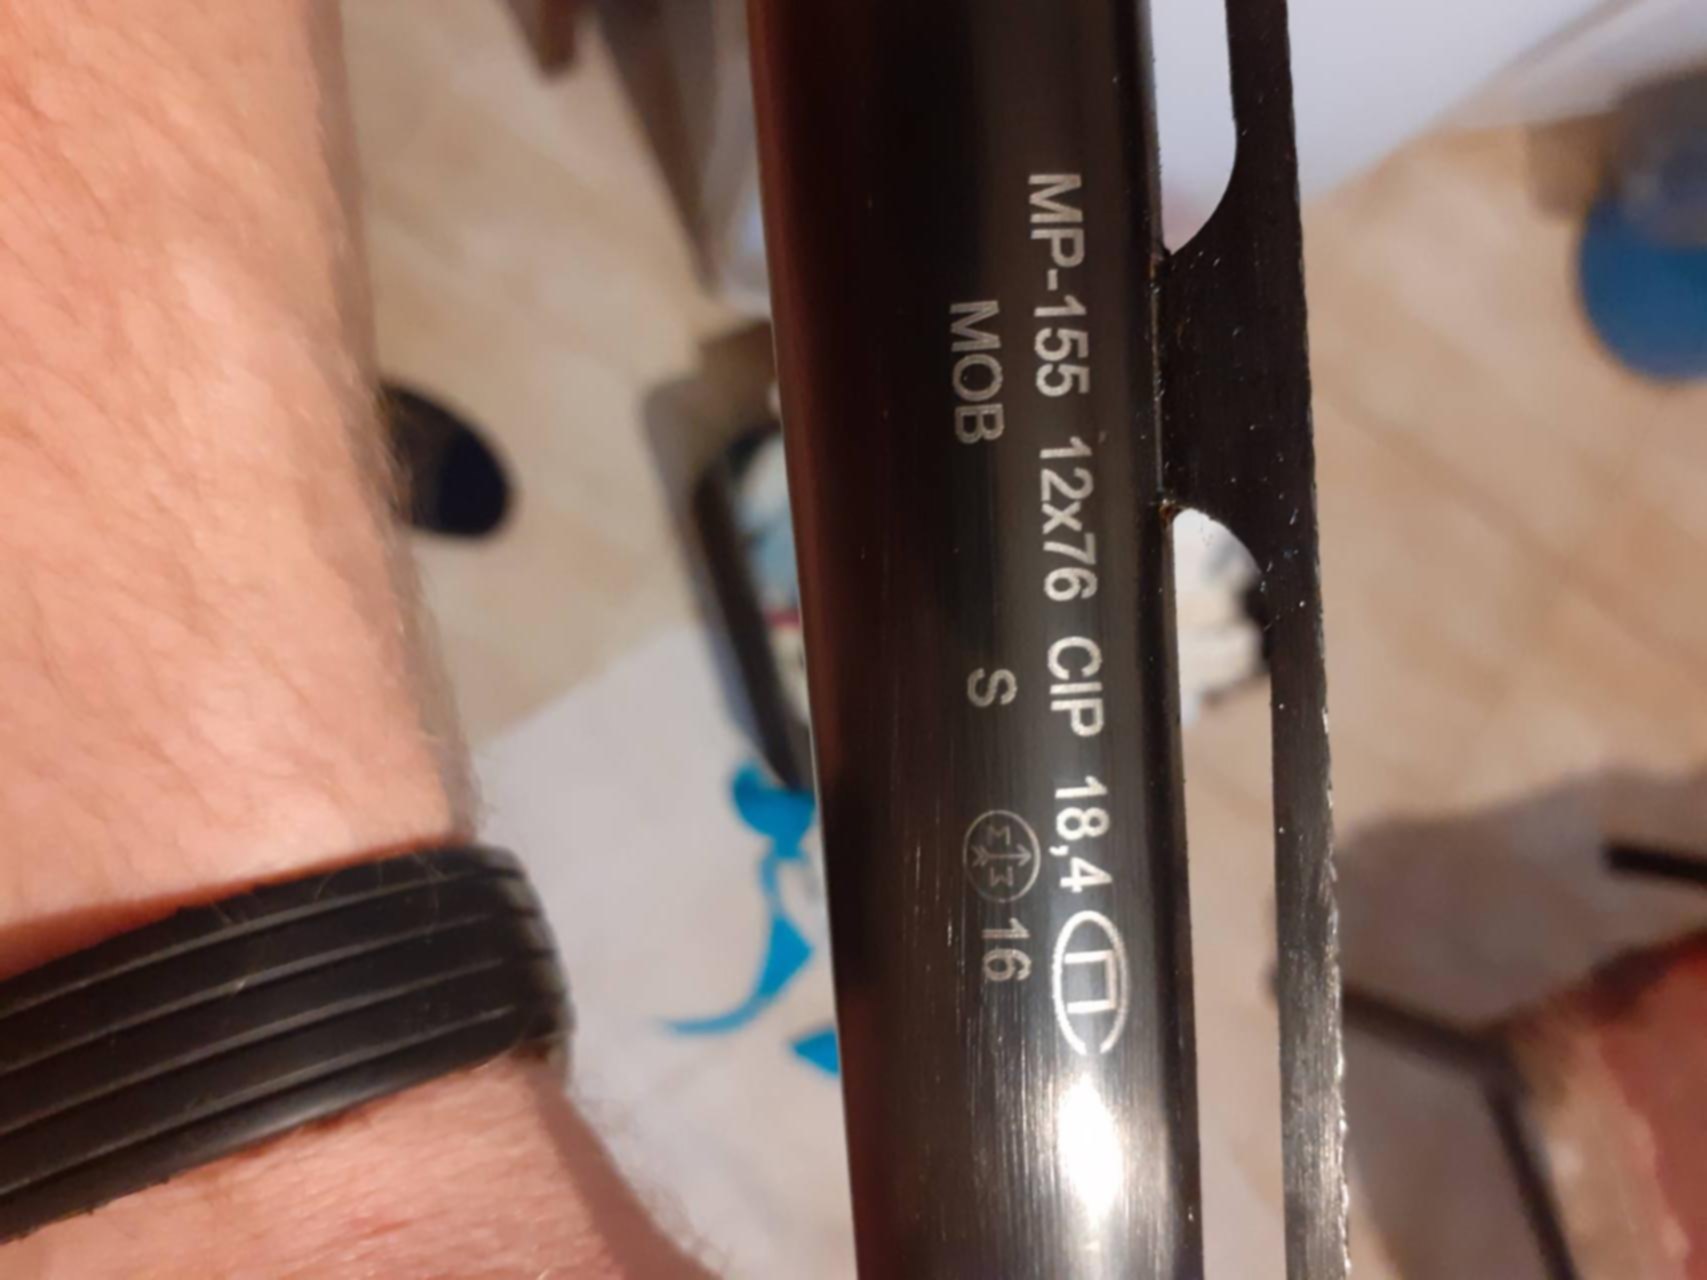 MP-155 12x76 CIP 18,4 П
MOB S 16